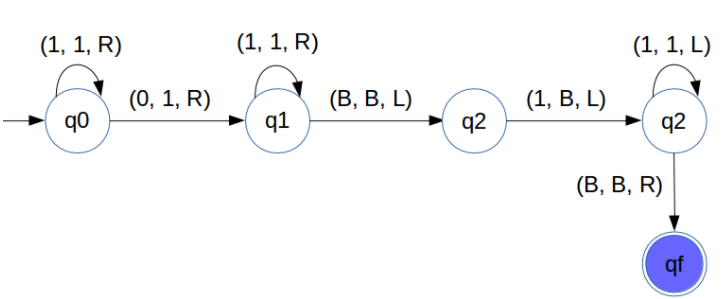 (1, 1, R) (1, 1, R) (1, 1, L)
(0, 1, R) (B, B, L) (1, B, L)
q0 q1 q2 q2
(B, B, R)
qf